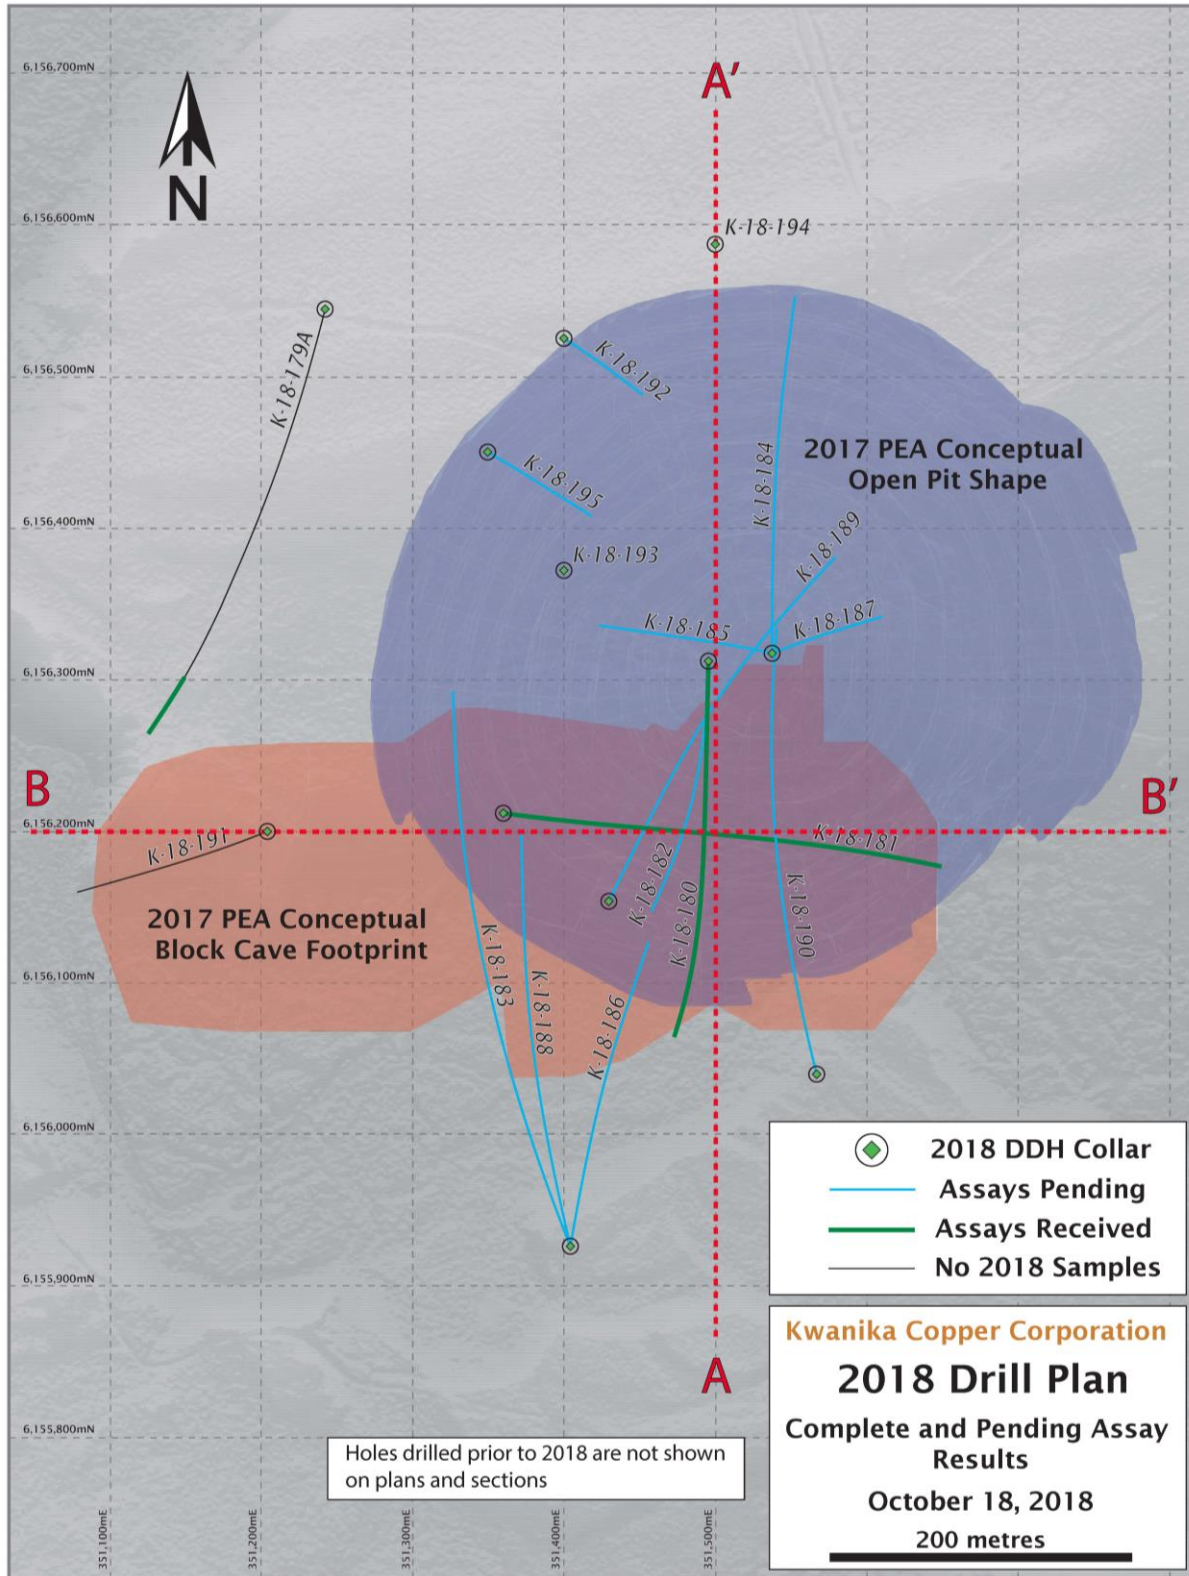 6,156,700mN
A'
N
6,156,600mN
K-18-194
K-18-179A
K-18-192
6,156,500mN
2017 PEA Conceptual
Open Pit Shape
K-18-184
K-18-195
6,156,400mN
K-18-189
K-18-193
K-18-185
K-18-187
6,156,300mN
B
B'
6,156,200mN
K-18-191
K-18-181
K-18-182
K-18-180
K-18-190
2017 PEA Conceptual
Block Cave Footprint
K-18-183
6,156,100mN
K-18-188
K-18-186
6,156,000mN
2018 DDH Collar
Assays Pending
Assays Received
No 2018 Samples
6,155,900mN
A
Kwanika Copper Corporation
2018 Drill Plan
Complete and Pending Assay
Results
October 18, 2018
200 metres
6,155,800mN
Holes drilled prior to 2018 are not shown
on plans and sections
351,100mE
351,200mE
351,300mE
351,400mE
351,500mE